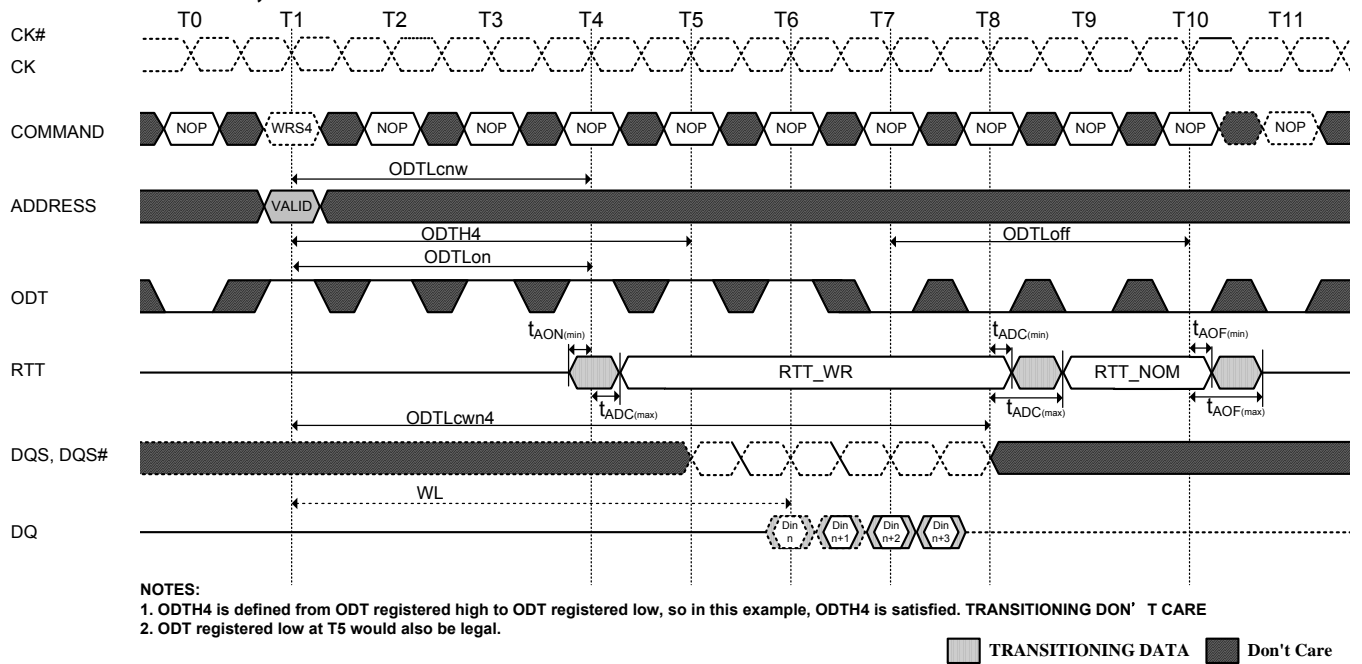 T0 T1 T2 T3 T4 T5 T6 T7 T8 T9 T10 T11
CK#
CK
COMMAND NOP WRS4 NOP NOP NOP NOP NOP NOP NOP NOP NOP NOP
ODTLcnw
ADDRESS VALID
ODTH4 ODTLoff
ODTLon
ODT
tAON(min) tADC(min) tAOF(min)
RTT RTT_WR RTT_NOM
tADC(max) tADC(max) tAOF(max)
ODTLcwn4
DQS, DQS#
WL
DQ Din n Din n+1 Din n+2 Din n+3
NOTES:
1. ODTH4 is defined from ODT registered high to ODT registered low, so in this example, ODTH4 is satisfied. TRANSITIONING DON’ T CARE
2. ODT registered low at T5 would also be legal.
TRANSITIONING DATA Don't Care